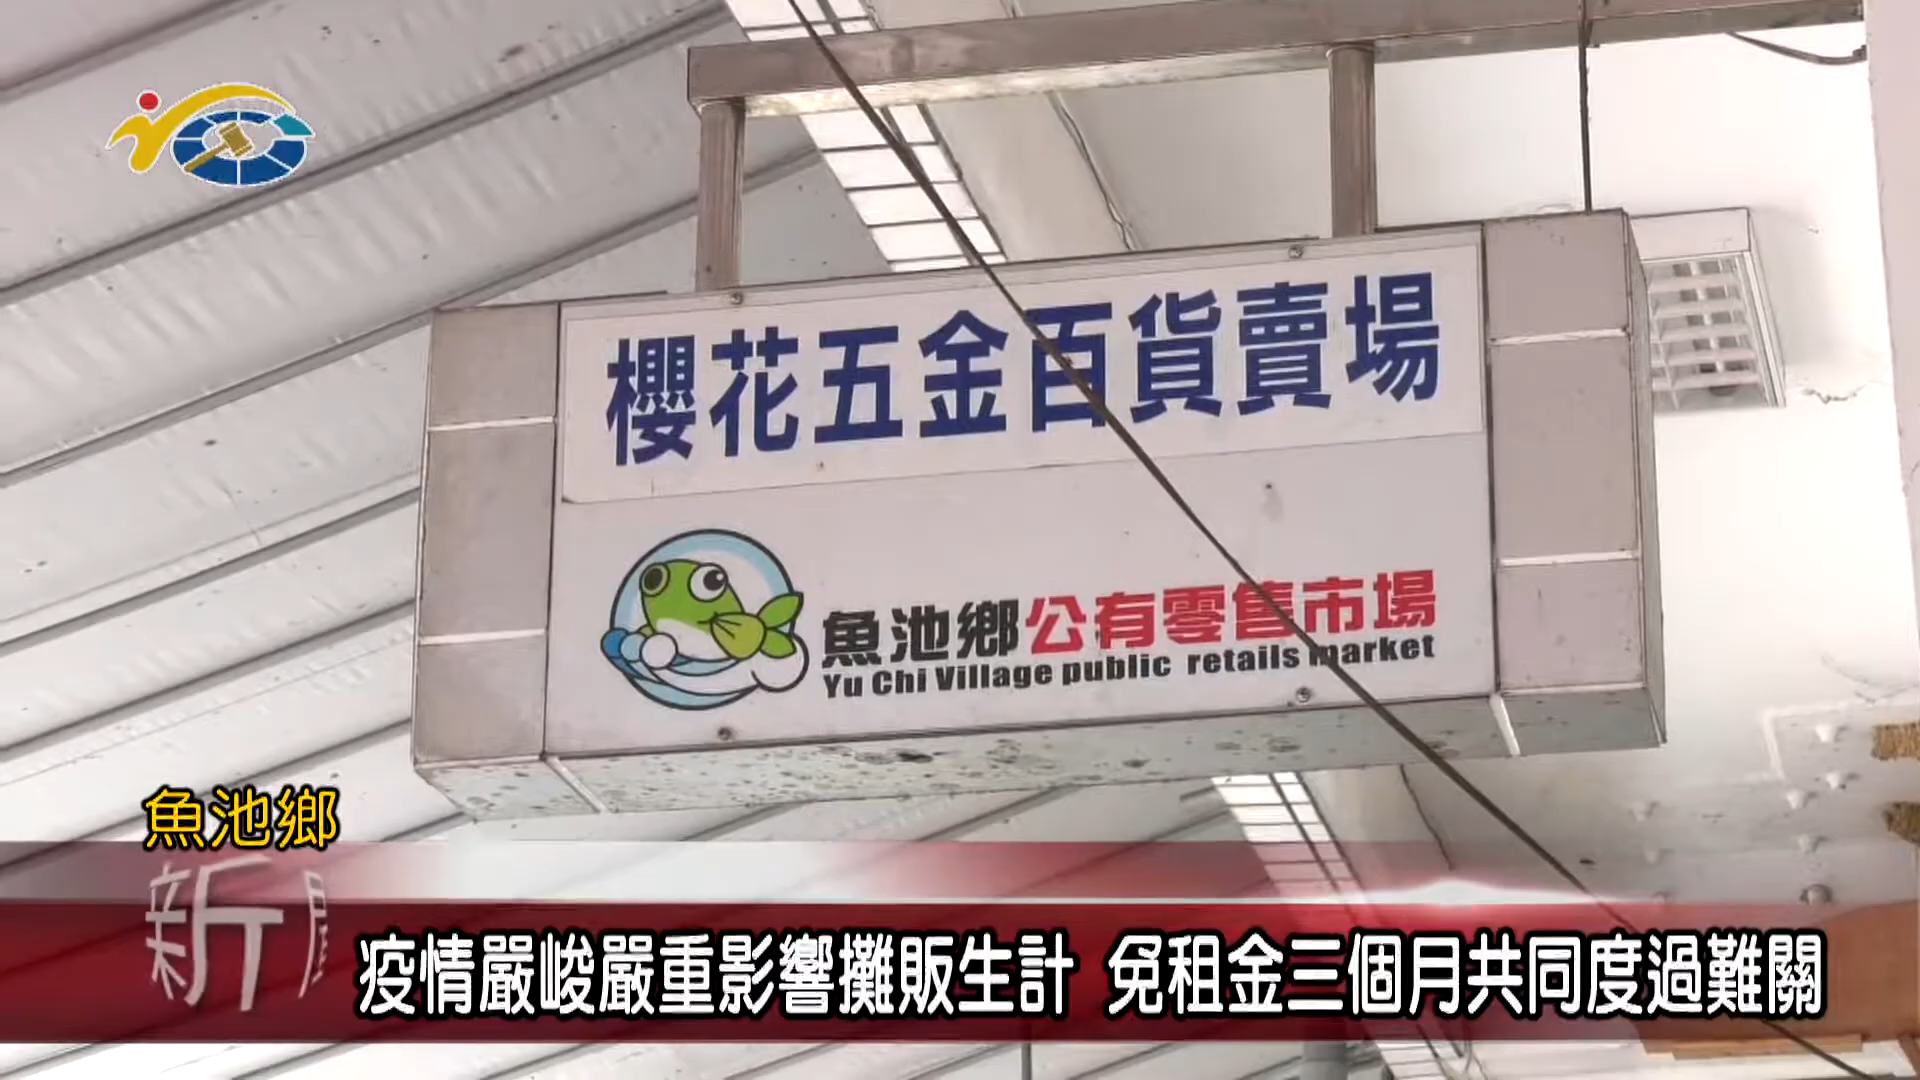 櫻花五金百貨賣場
魚池鄉公有零售市場
Yu Chi Village public retails market
魚池鄉
新
疫情嚴峻嚴重影響攤販生計 免租金三個月共同度過難關